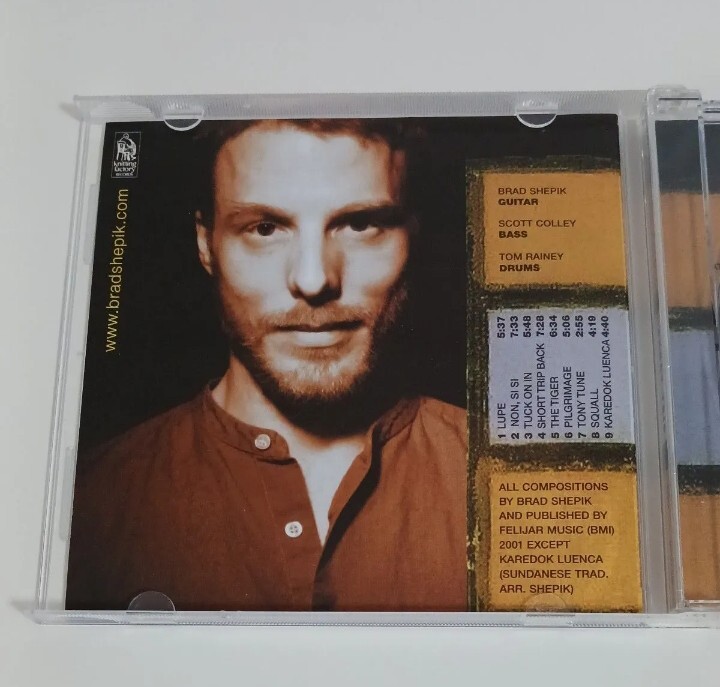 knitting
factory
RECORDS
www.bradshepik.com
BRAD SHEPIK
GUITAR
SCOTT COLLEY
BASS
TOM RAINEY
DRUMS
1 LUPE 5:37
2 NON, SI SI 7:33
3 TUCK ON IN 5:48
4 SHORT TRIP BACK 7:28
5 THE TIGER 6:34
6 PILGRIMAGE 5:06
7 TONY TUNE 2:55
8 SQUALL 4:19
9 KAREDOK LUENCA 4:40
ALL COMPOSITIONS
BY BRAD SHEPIK
AND PUBLISHED BY
FELIJAR MUSIC (BMI)
2001 EXCEPT
KAREDOK LUENCA
(SUNDANESE TRAD.
ARR. SHEPIK)